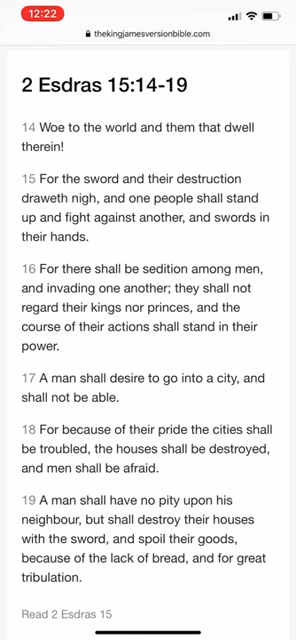 12:22
thekingjamesversionbible.com
2 Esdras 15:14-19
14 Woe to the world and them that dwell
therein!
15 For the sword and their destruction
draweth nigh, and one people shall stand
up and fight against another, and swords in
their hands.
16 For there shall be sedition among men,
and invading one another; they shall not
regard their kings nor princes, and the
course of their actions shall stand in their
power.
17 A man shall desire to go into a city, and
shall not be able.
18 For because of their pride the cities shall
be troubled, the houses shall be destroyed,
and men shall be afraid.
19 A man shall have no pity upon his
neighbour, but shall destroy their houses
with the sword, and spoil their goods,
because of the lack of bread, and for great
tribulation.
Read 2 Esdras 15